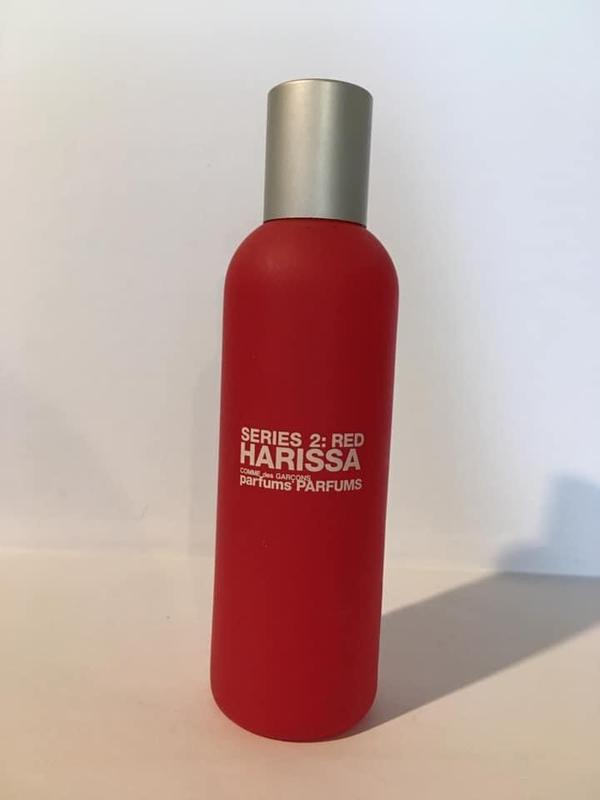 SERIES 2: RED
HARISSA
COMME des GARÇONS
parfums PARFUMS